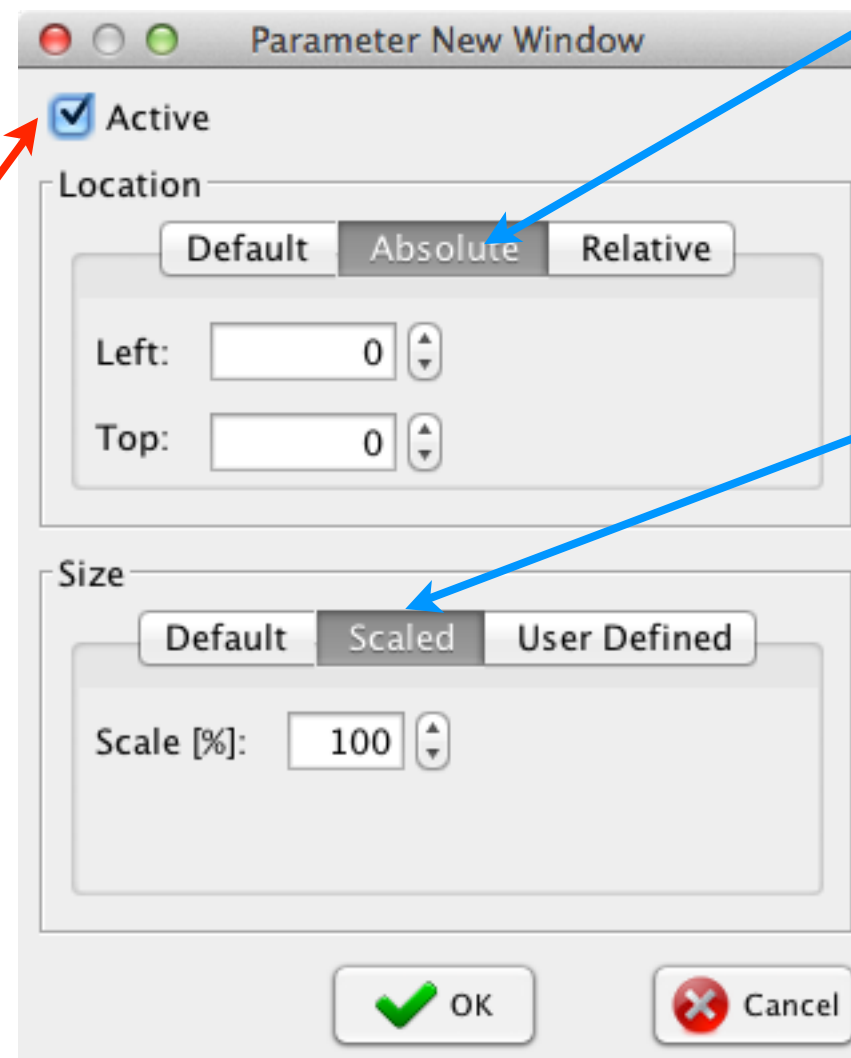 Parameter New Window
Active
Location
Default Absolute Relative
Left: 0
Top: 0
Size
Default Scaled User Defined
Scale [%]: 100
OK Cancel